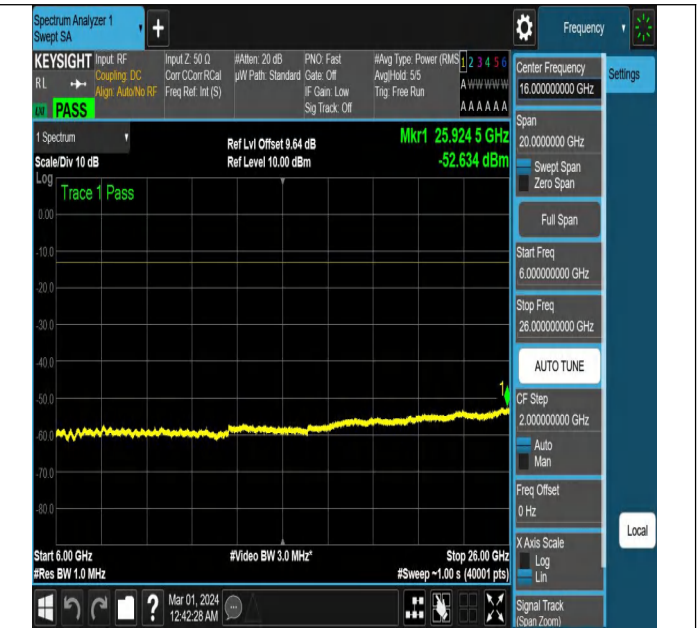 Spectrum Analyzer 1
Swept SA
+
Frequency
KEYSIGHT
RL
PASS
Input: RF
Coupling: DC
Align: Auto/No RF
Input Z: 50 Ω
Corr CCorr RCal
Freq Ref: Int (S)
#Atten: 20 dB
µW Path: Standard
PNO: Fast
Gate: Off
IF Gain: Low
Sig Track: Off
#Avg Type: Power (RMS
Avg|Hold: 5/5
Trig: Free Run
1 2 3 4 5 6
A W W W W W
A A A A A A
1 Spectrum
Scale/Div 10 dB
Ref Lvl Offset 9.64 dB
Ref Level 10.00 dBm
Mkr1 25.924 5 GHz
-52.634 dBm
Log
Trace 1 Pass
0.00
-10.0
-20.0
-30.0
-40.0
-50.0
-60.0
-70.0
-80.0
1
Start 6.00 GHz
#Res BW 1.0 MHz
#Video BW 3.0 MHz*
Stop 26.00 GHz
#Sweep ~1.00 s (40001 pts)
?
Mar 01, 2024
12:42:28 AM
Center Frequency
16.000000000 GHz
Settings
Span
20.0000000 GHz
Swept Span
Zero Span
Full Span
Start Freq
6.000000000 GHz
Stop Freq
26.000000000 GHz
AUTO TUNE
CF Step
2.000000000 GHz
Auto
Man
Freq Offset
0 Hz
X Axis Scale
Log
Lin
Local
Signal Track
(Span Zoom)